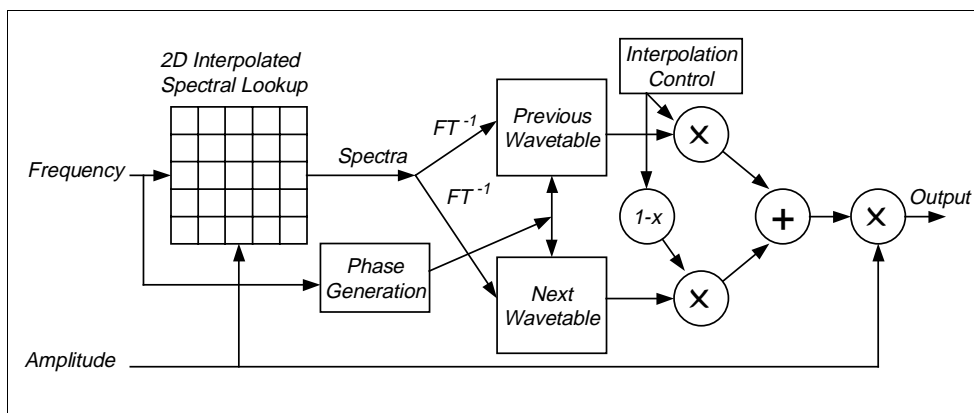 2D Interpolated
Spectral Lookup
Frequency
Amplitude
Spectra
FT -1
FT -1
Phase
Generation
Previous
Wavetable
Next
Wavetable
Interpolation
Control
1-x
×
×
+
×
Output